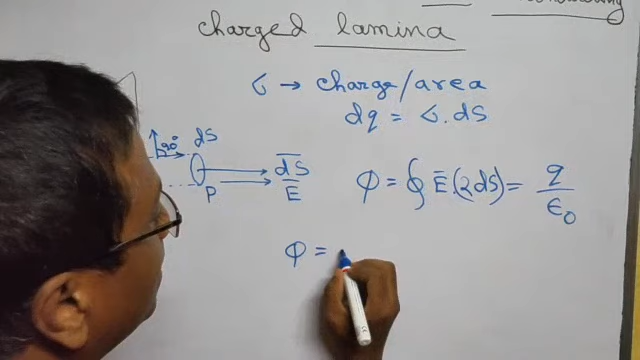 charged lamina
σ → charge/area
dq = σ.dS
90°
dS
P
dS
E
φ = ∮ E (2dS) = q/ε₀
φ =